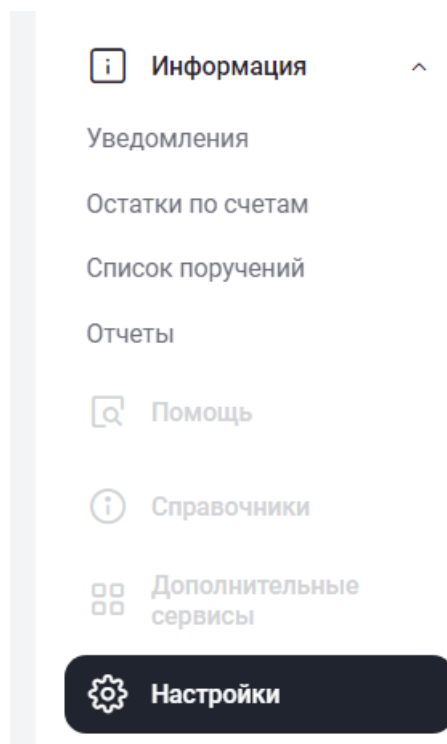 Информация
Уведомления
Остатки по счетам
Список поручений
Отчеты
Помощь
Справочники
Дополнительные
сервисы
Настройки